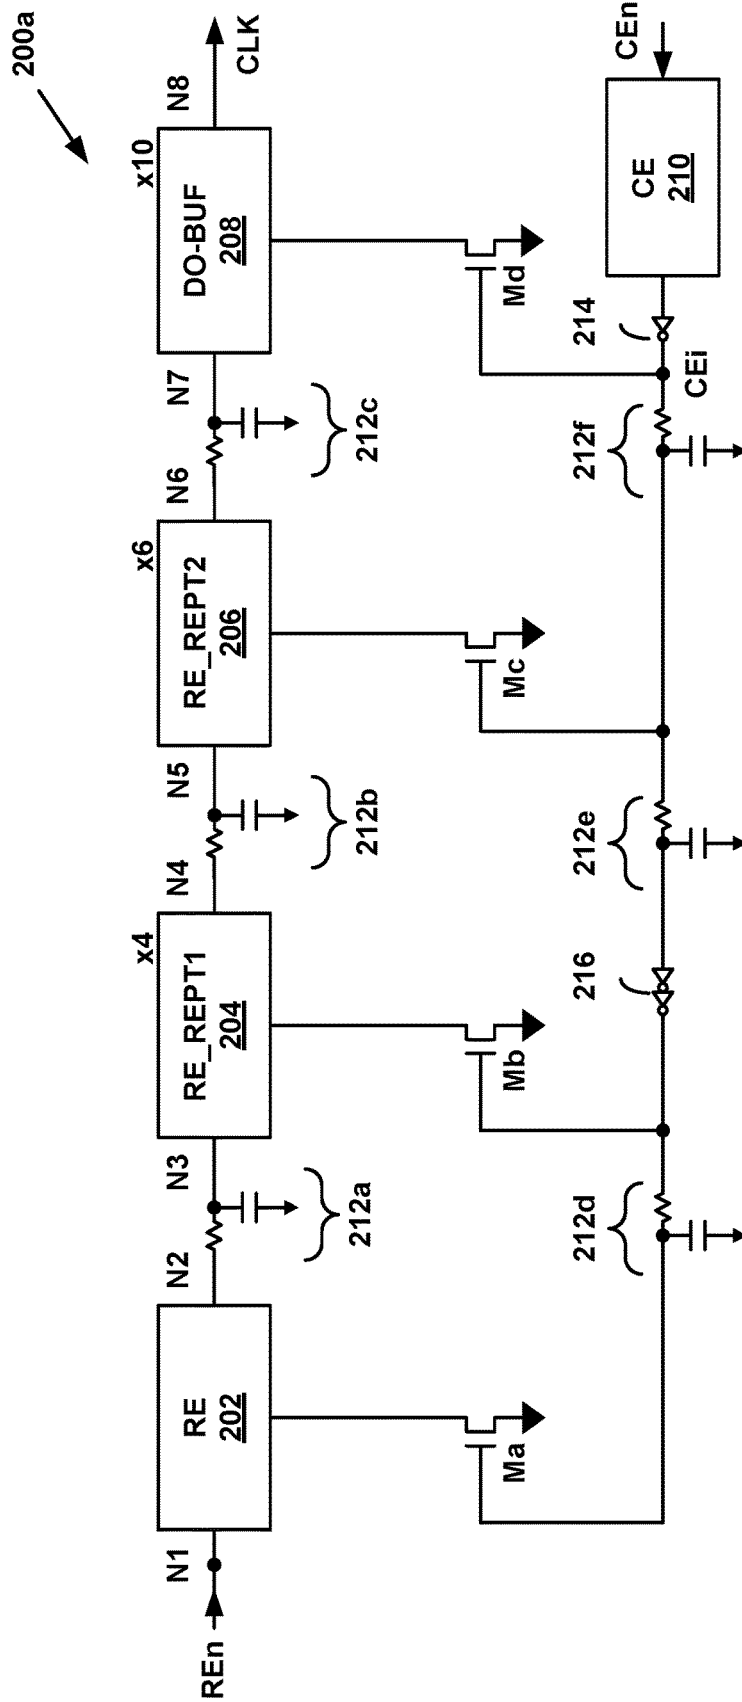 200a
x4
x6
x10
REn
N1
RE
202
N2
N3
RE_REPT1
204
N4
N5
RE_REPT2
206
N6
N7
DO-BUF
208
N8
CLK
212a
212b
212c
Ma
Mb
Mc
Md
212d
216
212e
212f
214
CEi
CE
210
CEn